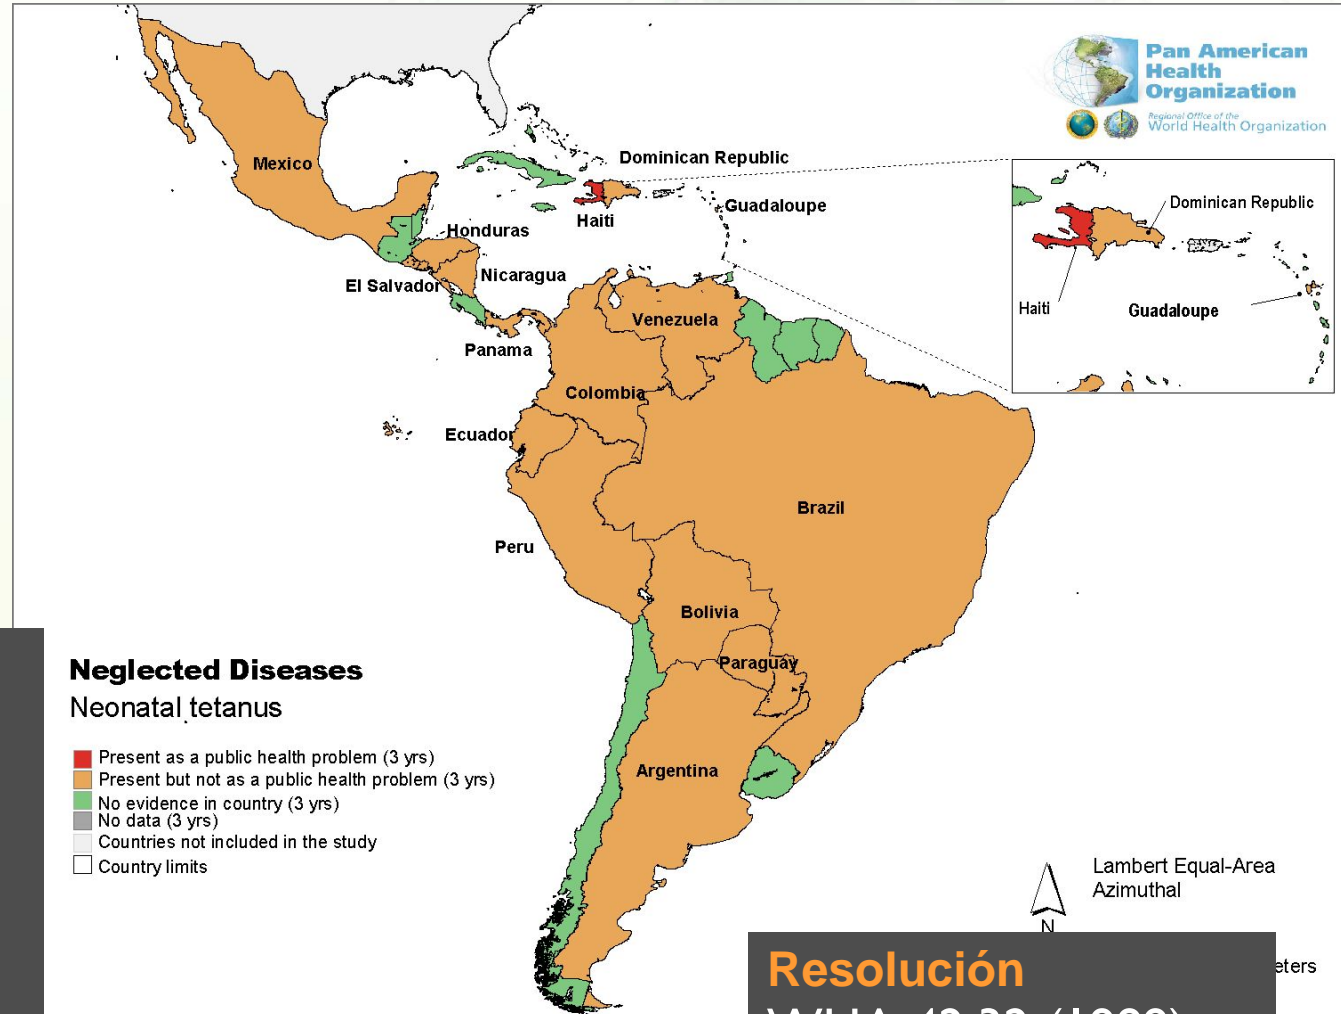 Pan American
Health
Organization
Regional Office of the
World Health Organization
Mexico
Dominican Republic
Haiti
Guadaloupe
Honduras
Nicaragua
El Salvador
Panama
Venezuela
Colombia
Ecuador
Brazil
Peru
Bolivia
Paraguay
Argentina
Dominican Republic
Haiti
Guadaloupe
Neglected Diseases
Neonatal tetanus
Present as a public health problem (3 yrs)
Present but not as a public health problem (3 yrs)
No evidence in country (3 yrs)
No data (3 yrs)
Countries not included in the study
Country limits
Lambert Equal-Area
Azimuthal
N
eters
Resolución